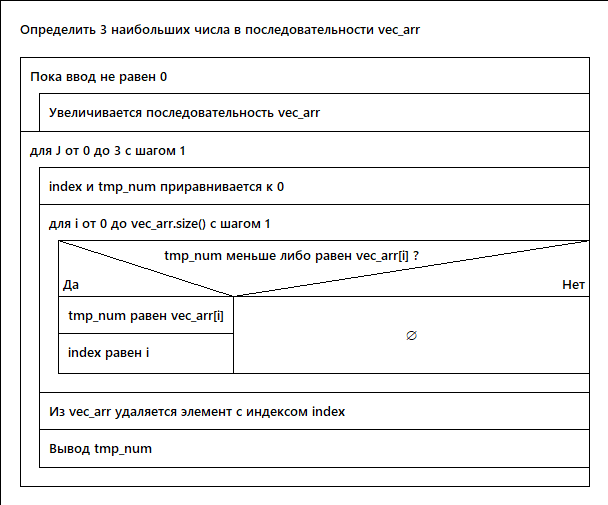 Определить 3 наибольших числа в последовательности vec_arr
Пока ввод не равен 0
Увеличивается последовательность vec_arr
для J от 0 до 3 с шагом 1
index и tmp_num приравнивается к 0
для i от 0 до vec_arr.size() с шагом 1
tmp_num меньше либо равен vec_arr[i] ?
Да
Нет
tmp_num равен vec_arr[i]
∅
index равен i
Из vec_arr удаляется элемент с индексом index
Вывод tmp_num